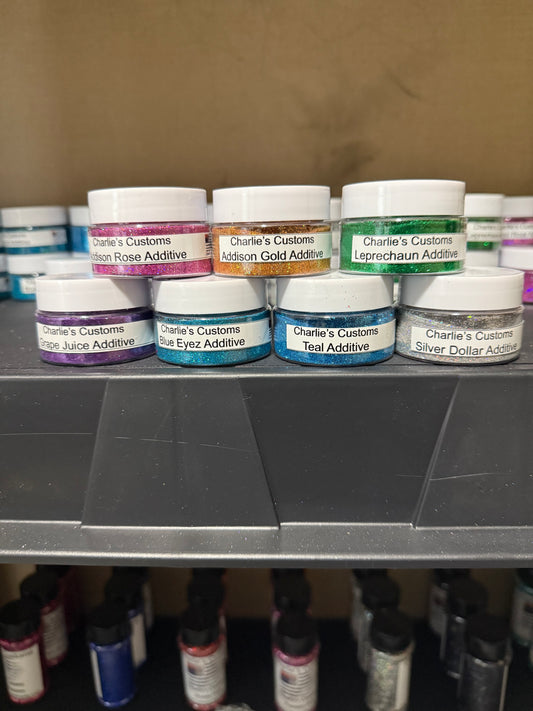 Charlie's Customs
Addison Rose Additive
Charlie's Customs
Addison Gold Additive
Charlie's Customs
Leprechaun Additive
Charlie's Customs
Grape Juice Additive
Charlie's Customs
Blue Eyez Additive
Charlie's Customs
Teal Additive
Charlie's Customs
Silver Dollar Additive